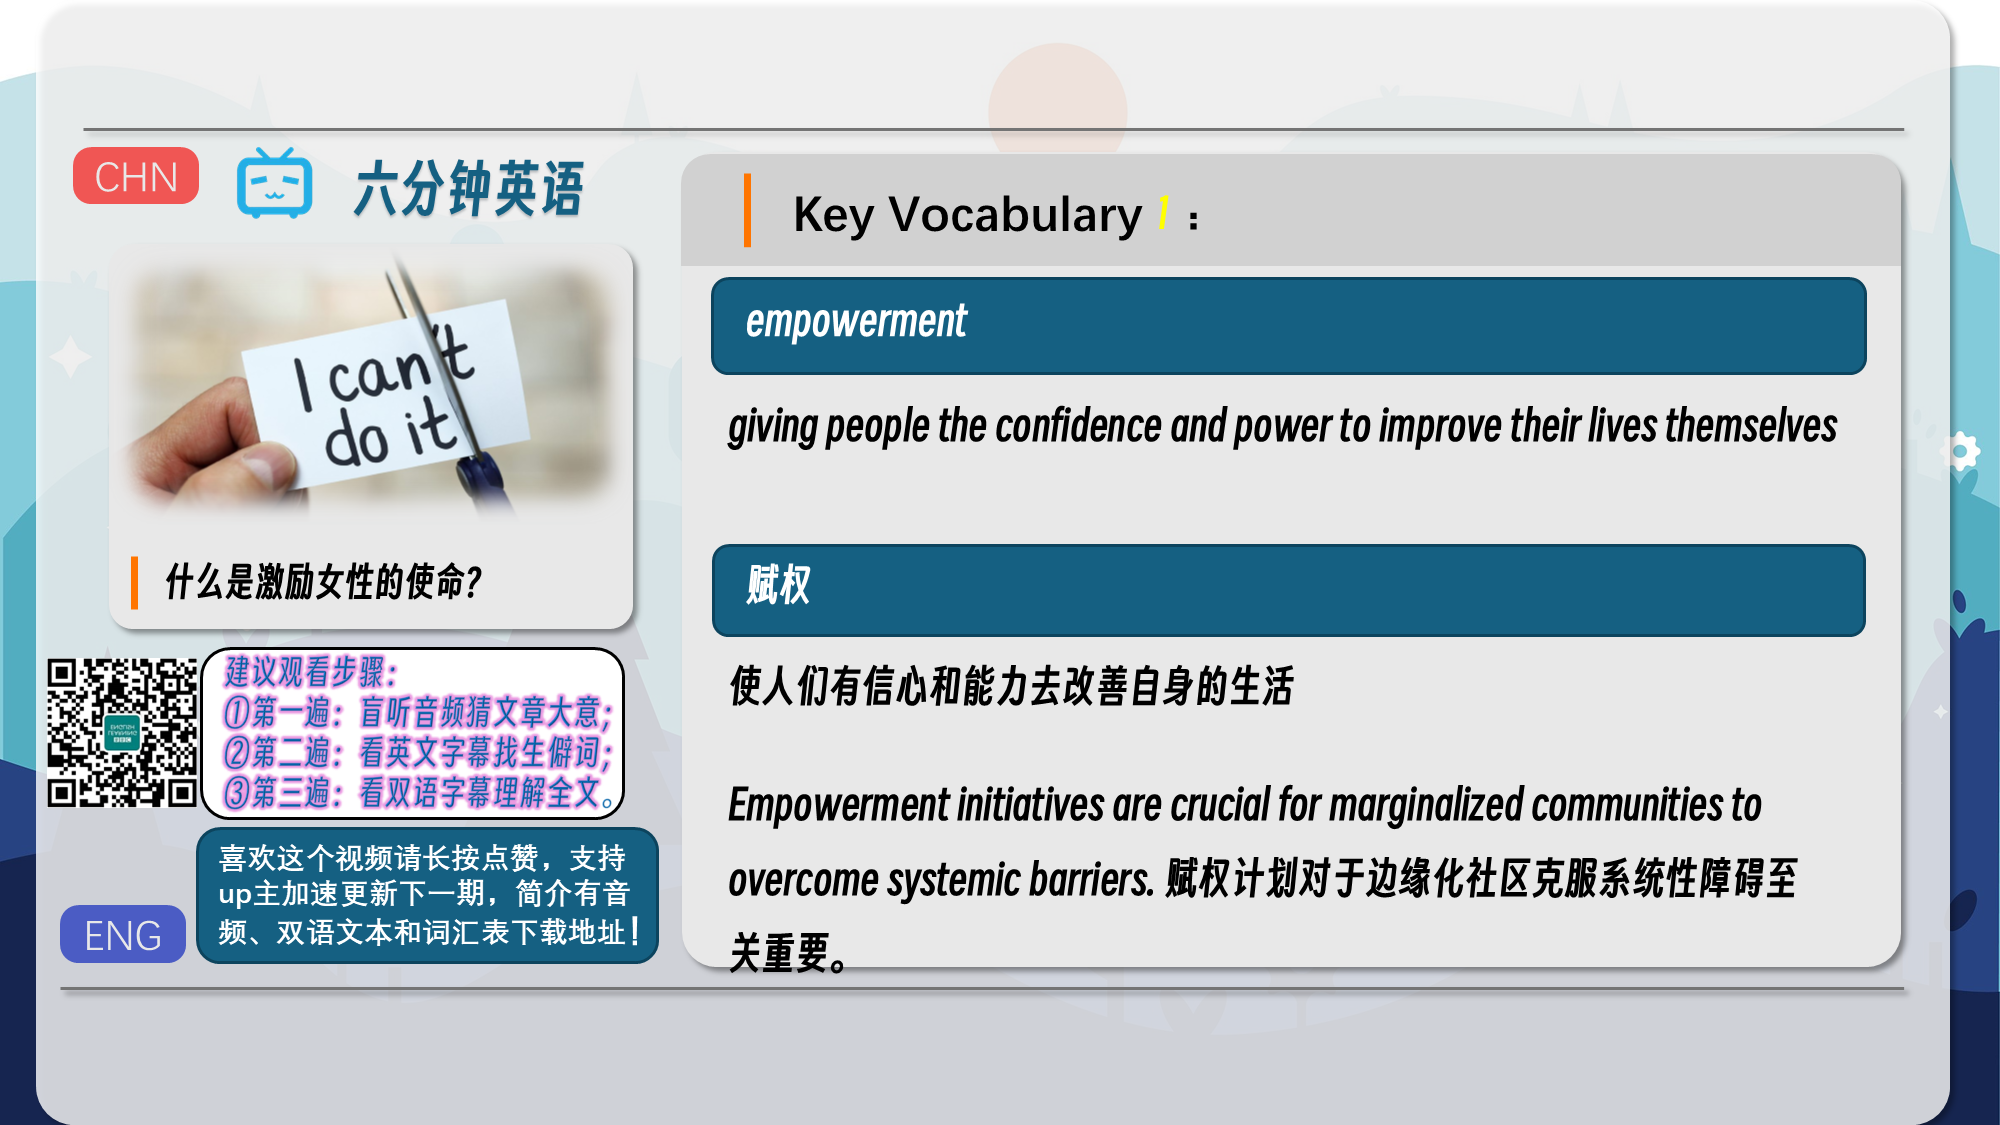 CHN
六分钟英语
I can't
do it
什么是激励女性的使命?
建议观看步骤：
①第一遍：盲听音频猜文章大意；
②第二遍：看英文字幕找生僻词；
③第三遍：看双语字幕理解全文。
喜欢这个视频请长按点赞，支持
up主加速更新下一期，简介有音
频、双语文本和词汇表下载地址！
ENG
Key Vocabulary 1：
empowerment
giving people the confidence and power to improve their lives themselves
赋权
使人们有信心和能力去改善自身的生活
Empowerment initiatives are crucial for marginalized communities to
overcome systemic barriers. 赋权计划对于边缘化社区克服系统性障碍至
关重要。